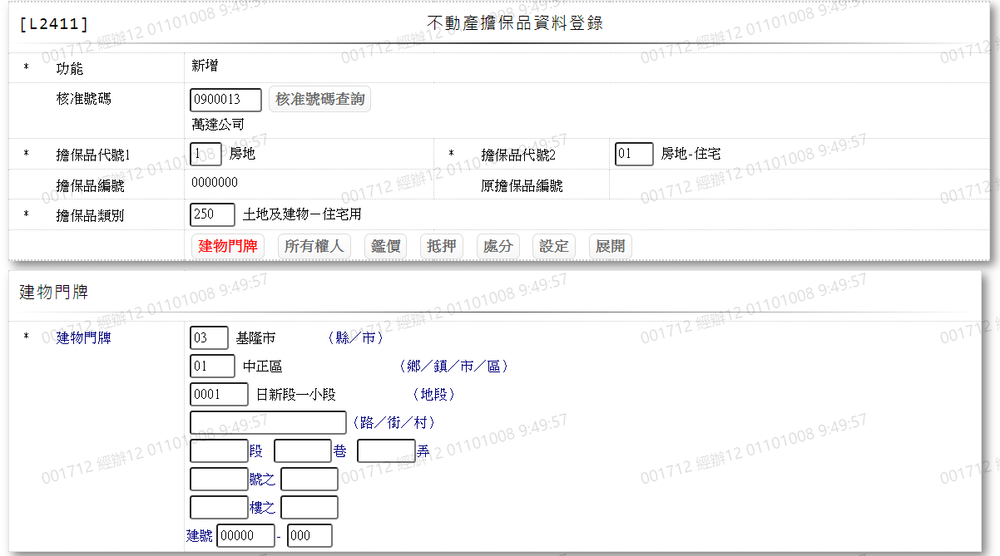 [L2411] 不動產擔保品資料登錄
* 功能 新增
核准號碼 0900013 核准號碼查詢
萬達公司
* 擔保品代號1 1 房地 * 擔保品代號2 01 房地-住宅
擔保品編號 0000000 原擔保品編號
* 擔保品類別 250 土地及建物－住宅用
建物門牌 所有權人 鑑價 抵押 處分 設定 展開
建物門牌
* 建物門牌 03 基隆市 （縣／市）
01 中正區 （鄉／鎮／市／區）
0001 日新段一小段 （地段）
（路／街／村）
段 巷 弄
號之
樓之
建號 00000 - 000
001712 經辦12 01101008 9:49:57